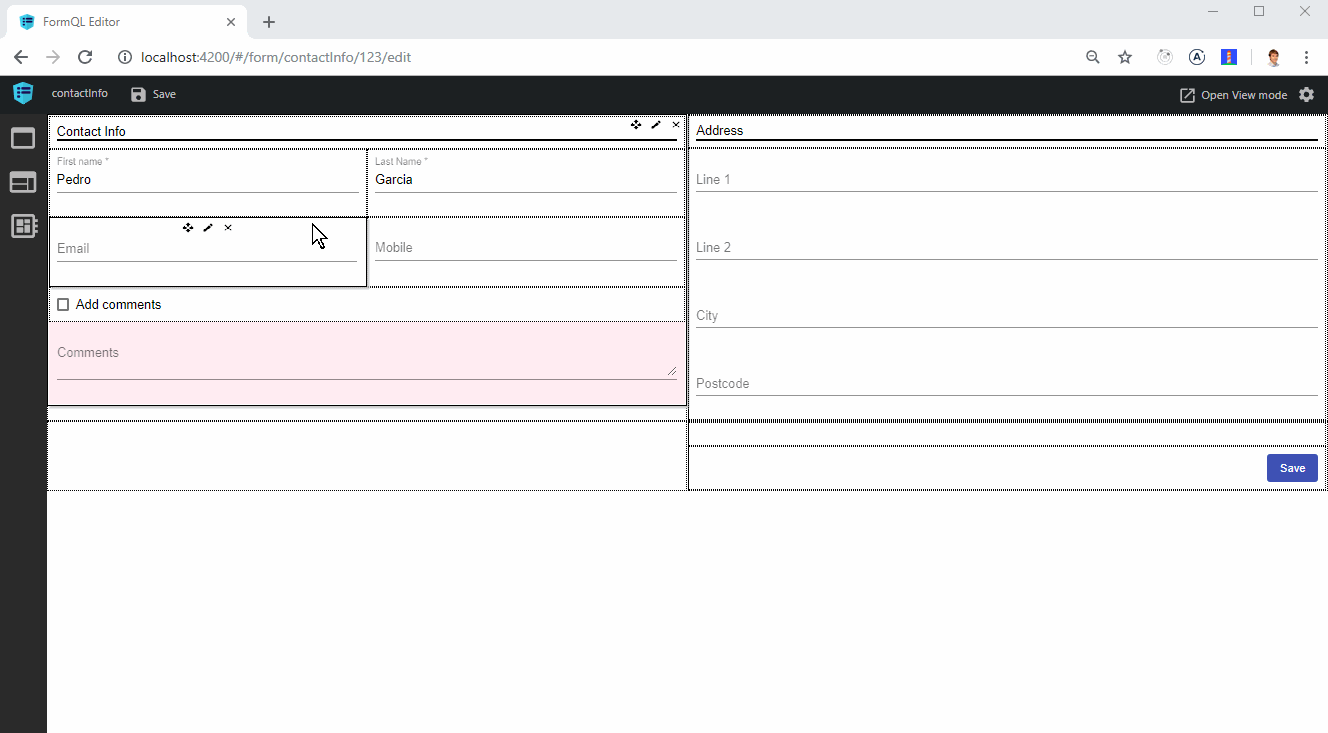 FormQL Editor
localhost:4200/#/form/contactInfo/123/edit
contactInfo Save Open View mode
Contact Info
First name *
Pedro
Last Name *
Garcia
Email
Mobile
Add comments
Comments
Address
Line 1
Line 2
City
Postcode
Save